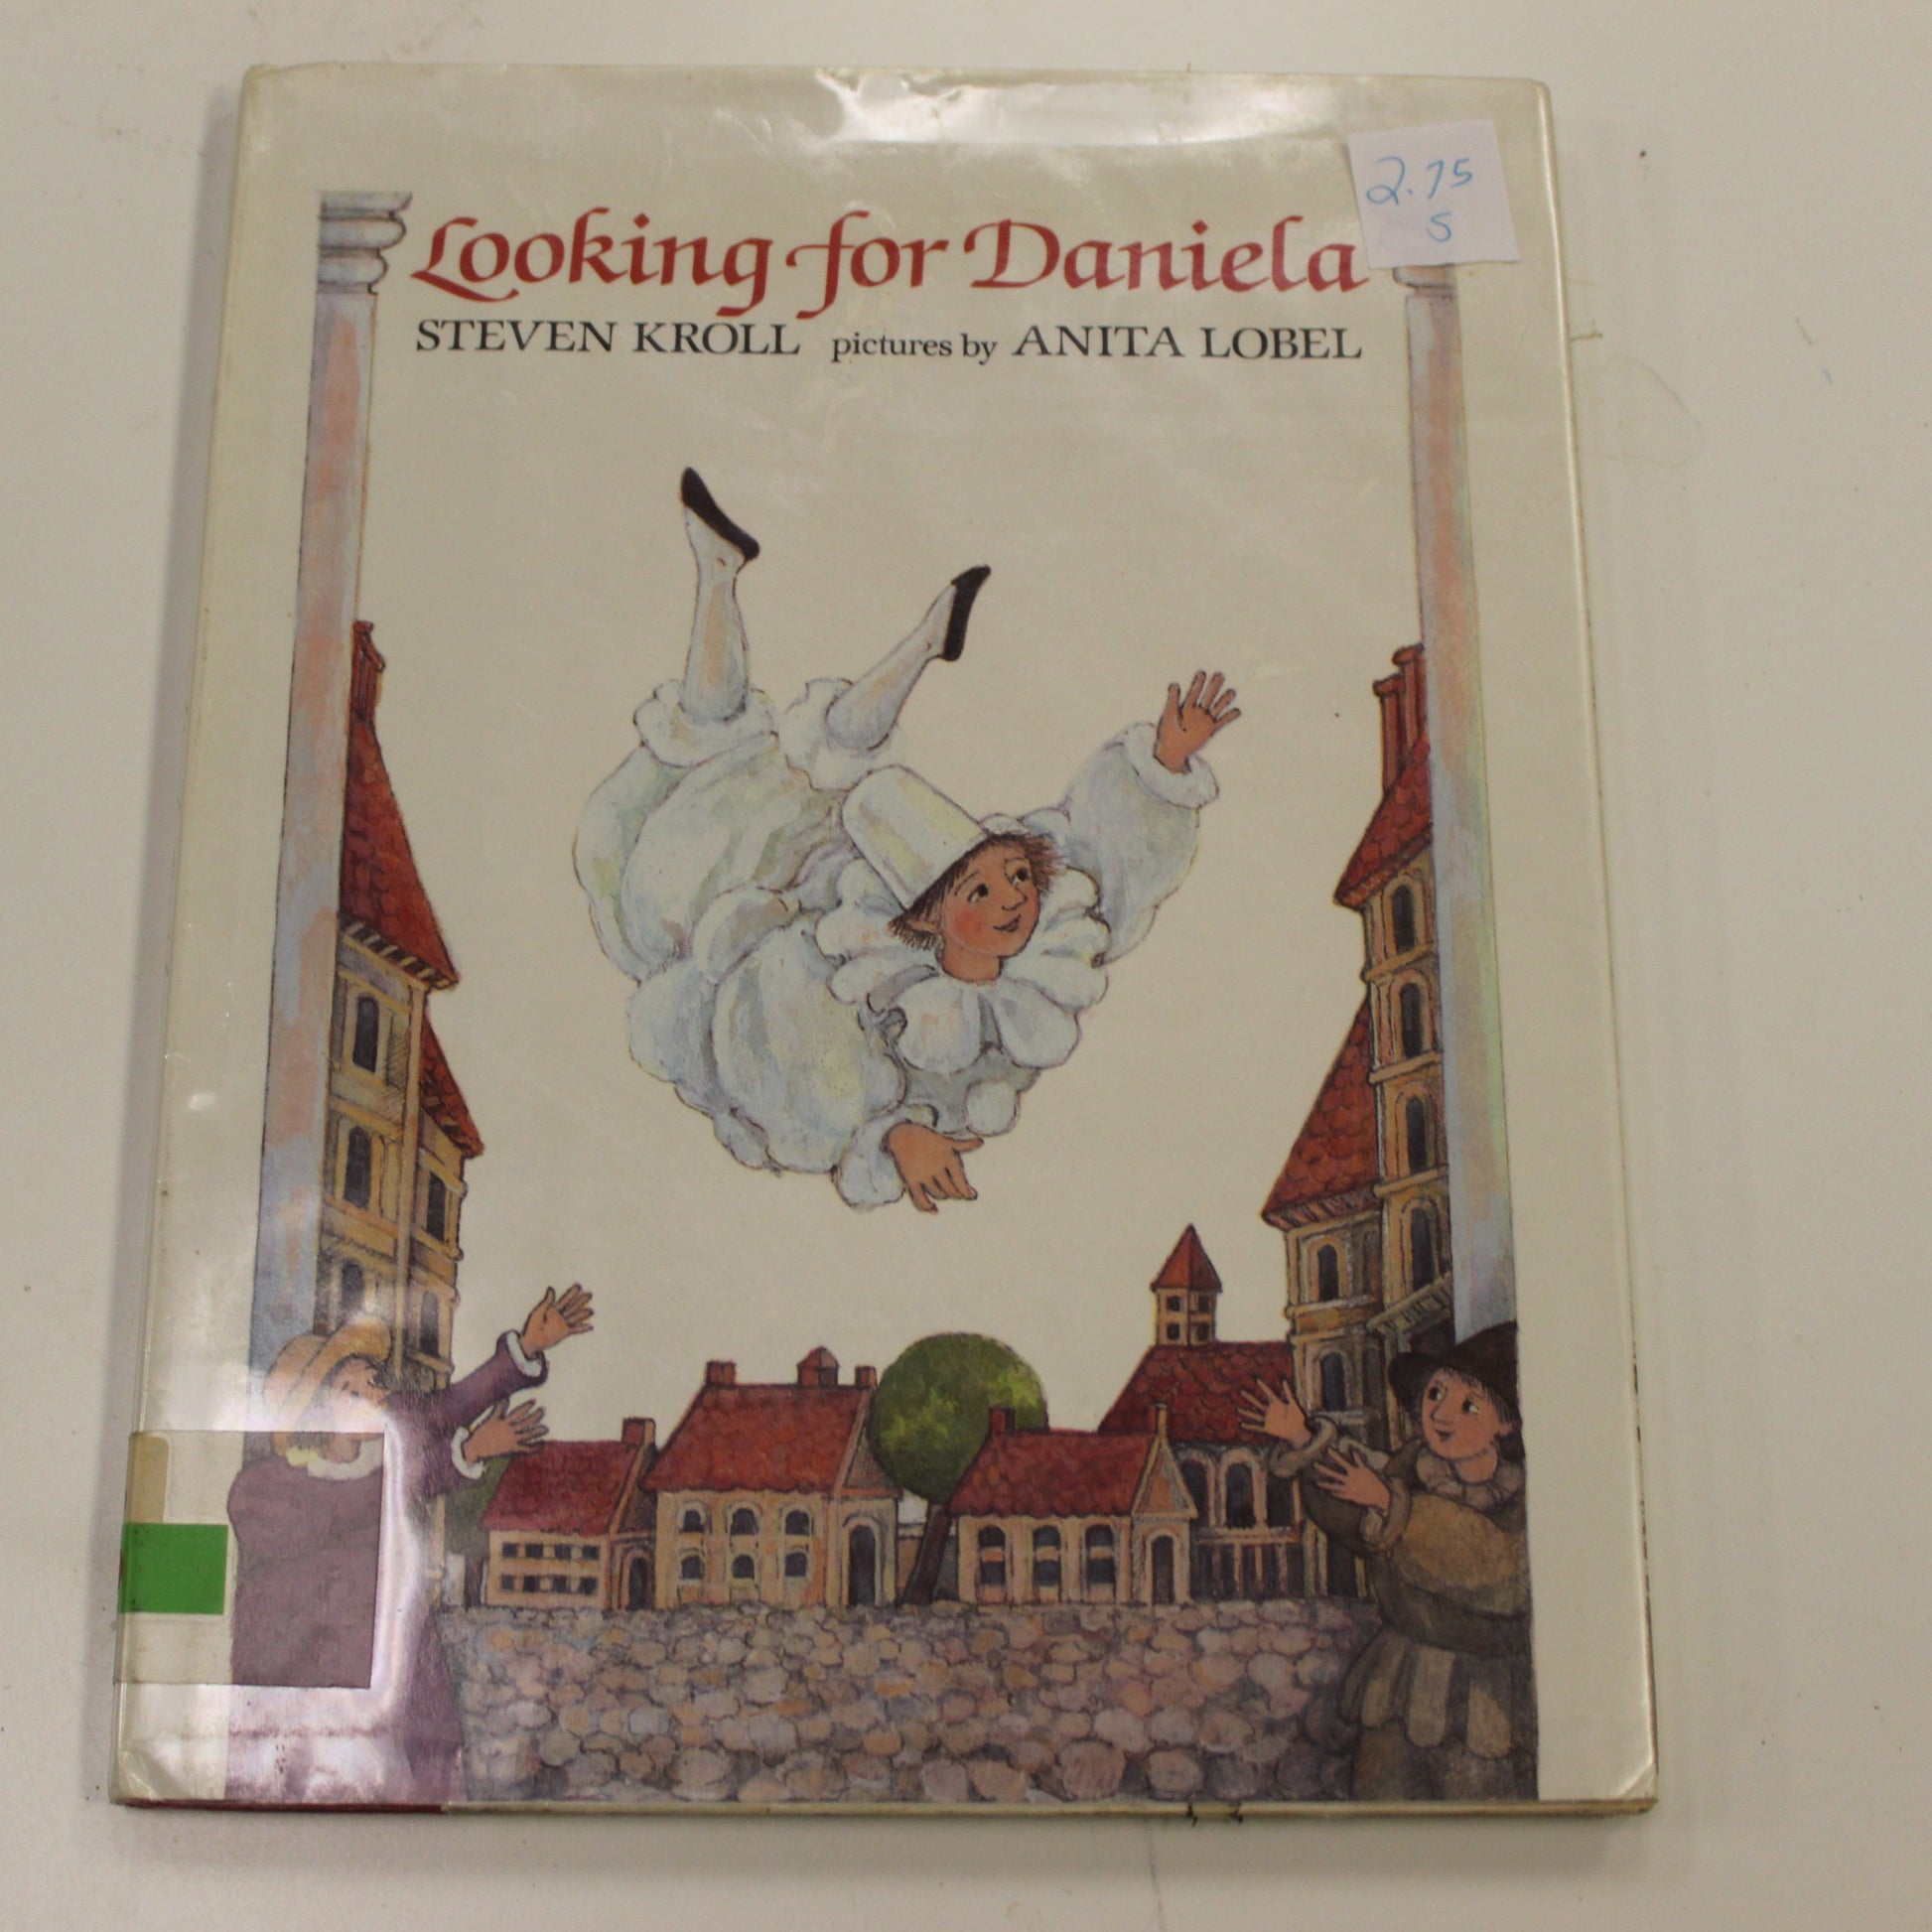 2.75
S
Looking for Daniela
STEVEN KROLL pictures by ANITA LOBEL